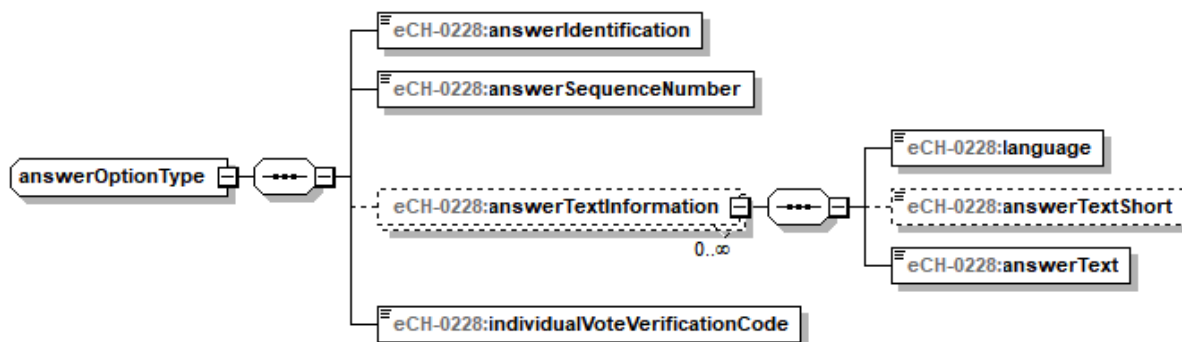 eCH-0228:answerIdentification
eCH-0228:answerSequenceNumber
eCH-0228:language
answerOptionType
eCH-0228:answerTextInformation
eCH-0228:answerTextShort
0..∞
eCH-0228:answerText
eCH-0228:individualVoteVerificationCode